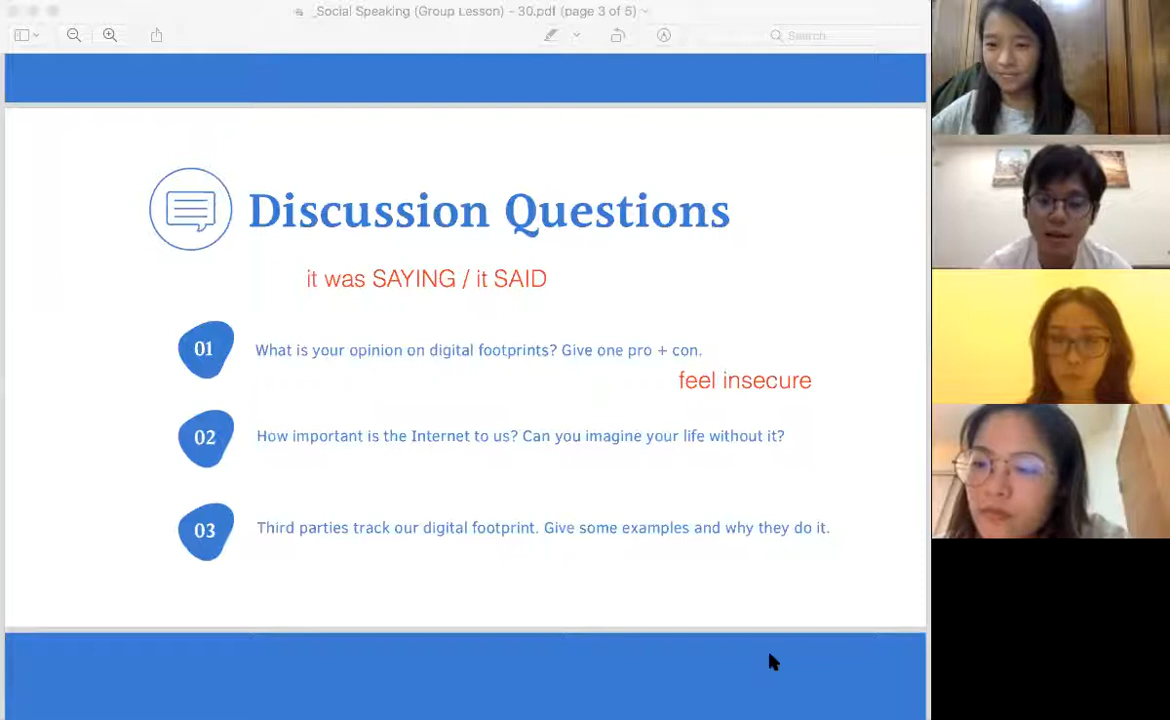 _Social Speaking (Group Lesson) - 30.pdf (page 3 of 5)
Search
Discussion Questions
it was SAYING / it SAID
01
What is your opinion on digital footprints? Give one pro + con.
feel insecure
02
How important is the Internet to us? Can you imagine your life without it?
03
Third parties track our digital footprint. Give some examples and why they do it.